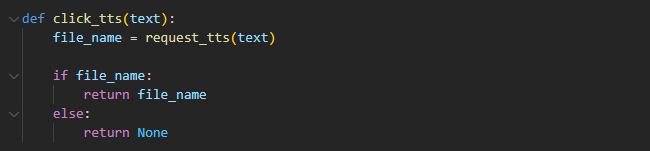 def click_tts(text):
    file_name = request_tts(text)

    if file_name:
        return file_name
    else:
        return None